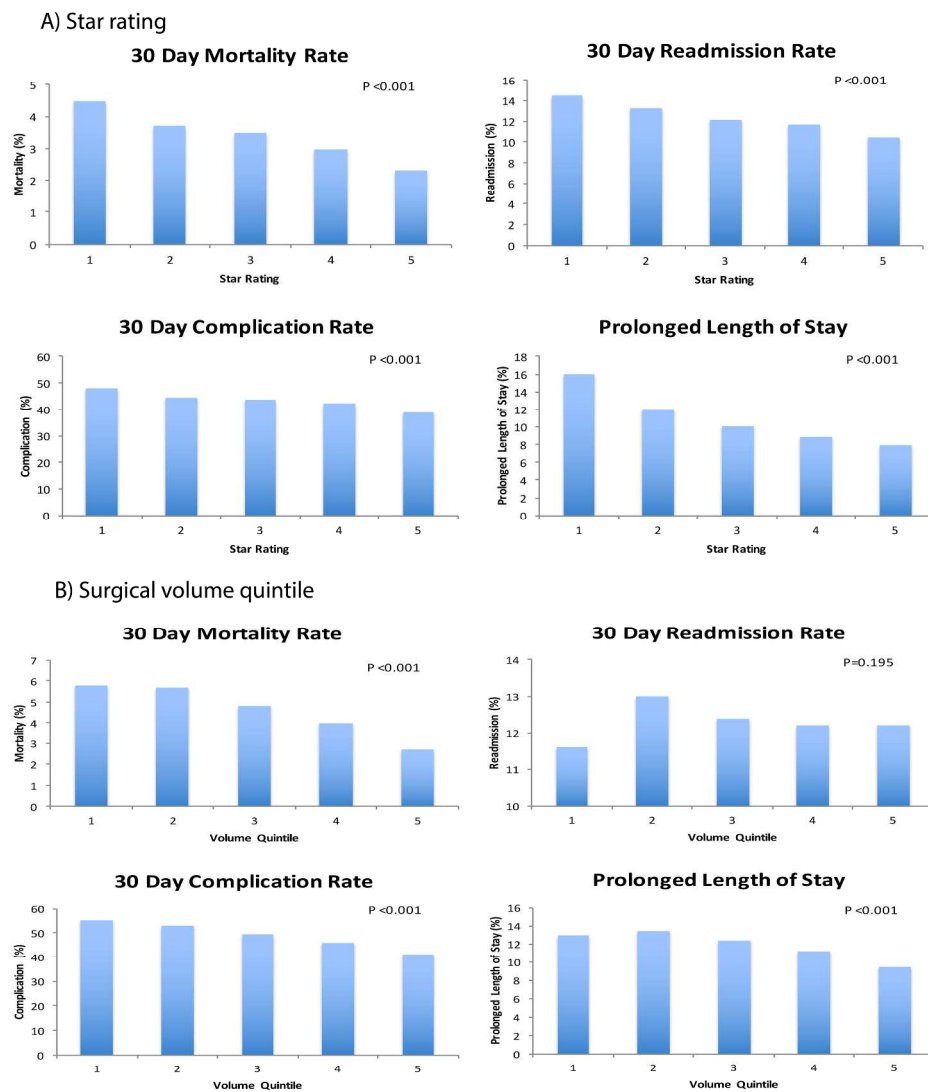 A) Star rating
30 Day Mortality Rate
P <0.001
Mortality (%)
5
4
3
2
1
0
1 2 3 4 5
Star Rating
30 Day Readmission Rate
P <0.001
Readmission (%)
16
14
12
10
8
6
4
2
0
1 2 3 4 5
Star Rating
30 Day Complication Rate
P <0.001
Complication (%)
60
50
40
30
20
10
0
1 2 3 4 5
Star Rating
Prolonged Length of Stay
P <0.001
Prolonged Length of Stay (%)
18
16
14
12
10
8
6
4
2
0
1 2 3 4 5
Star Rating
B) Surgical volume quintile
30 Day Mortality Rate
P <0.001
Mortality (%)
7
6
5
4
3
2
1
0
1 2 3 4 5
Volume Quintile
30 Day Readmission Rate
P=0.195
Readmission (%)
14
13
12
11
10
1 2 3 4 5
Volume Quintile
30 Day Complication Rate
P <0.001
Complication (%)
60
50
40
30
20
10
0
1 2 3 4 5
Volume Quintile
Prolonged Length of Stay
P <0.001
Prolonged Length of Stay (%)
16
14
12
10
8
6
4
2
0
1 2 3 4 5
Volume Quintile